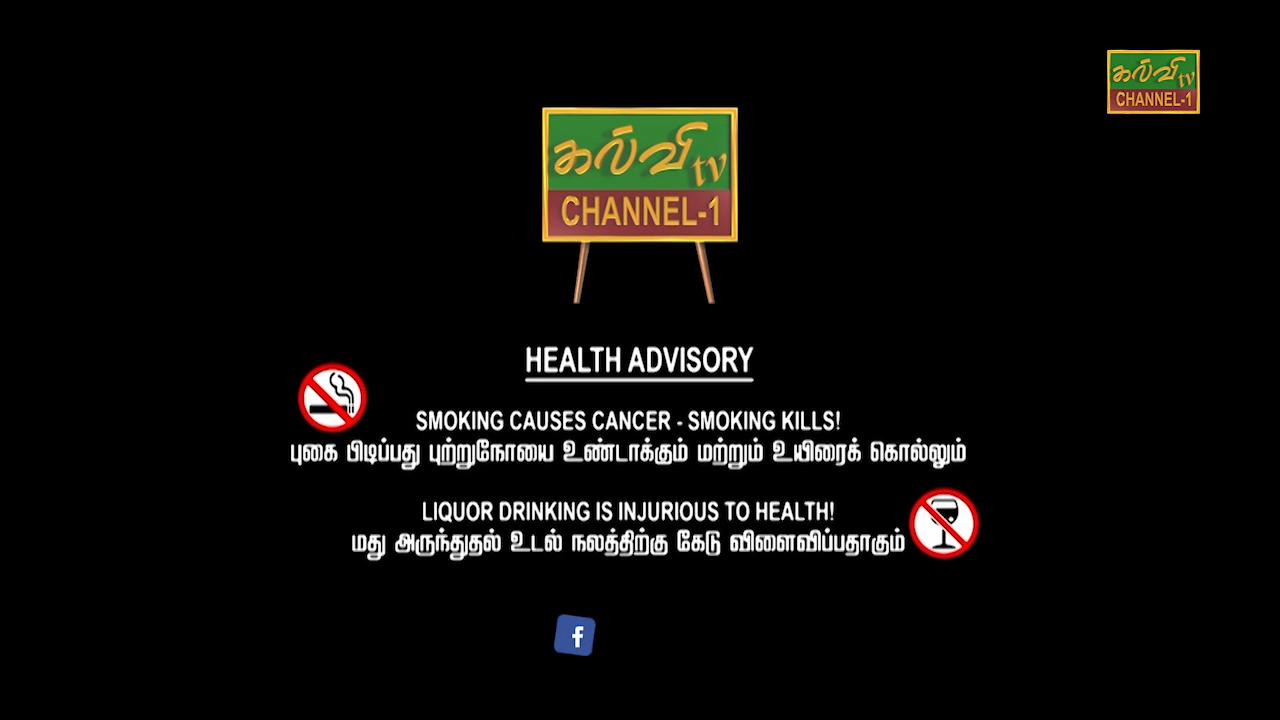 கல்வி tv
CHANNEL-1
கல்வி tv
CHANNEL-1
HEALTH ADVISORY
SMOKING CAUSES CANCER - SMOKING KILLS!
புகை பிடிப்பது புற்றுநோயை உண்டாக்கும் மற்றும் உயிரைக் கொல்லும்
LIQUOR DRINKING IS INJURIOUS TO HEALTH!
மது அருந்துதல் உடல் நலத்திற்கு கேடு விளைவிப்பதாகும்
f